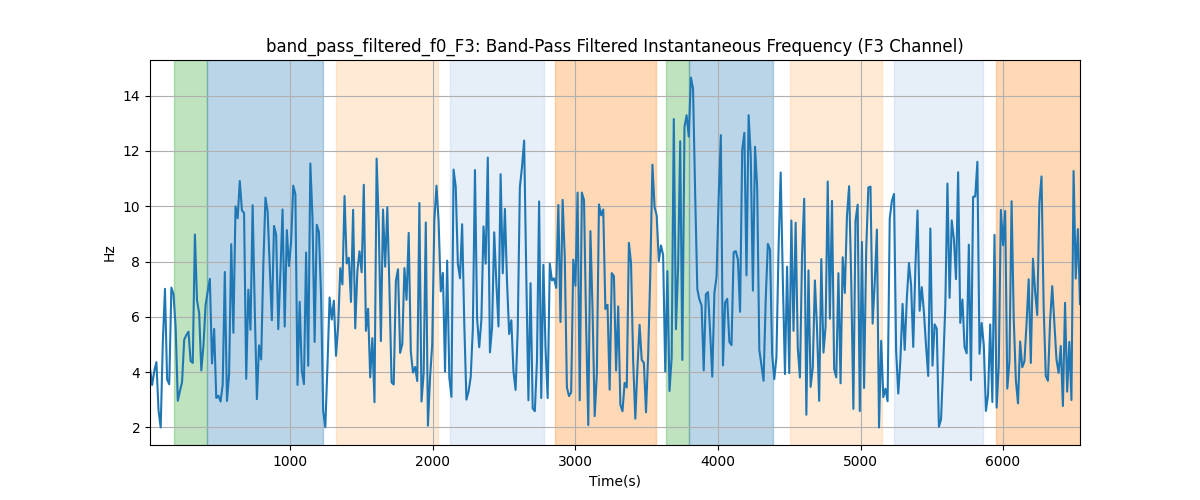 band_pass_filtered_f0_F3: Band-Pass Filtered Instantaneous Frequency (F3 Channel)
14
12
10
8
6
4
2
Hz
1000 2000 3000 4000 5000 6000
Time(s)